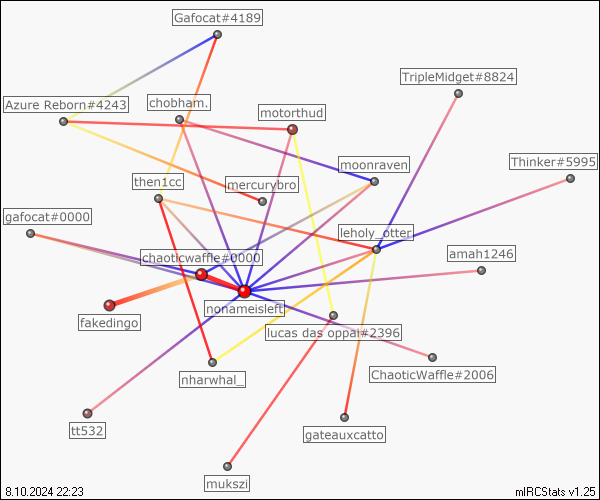 Gafocat#4189
TripleMidget#8824
Azure Reborn#4243
chobham.
motorthud
moonraven
Thinker#5995
then1cc
mercurybro
gafocat#0000
leholy_otter
amah1246
chaoticwaffle#0000
nonameisleft
fakedingo
lucas das oppai#2396
nharwhal_
ChaoticWaffle#2006
tt532
gateauxcatto
mukszi
8.10.2024 22:23
mIRCStats v1.25